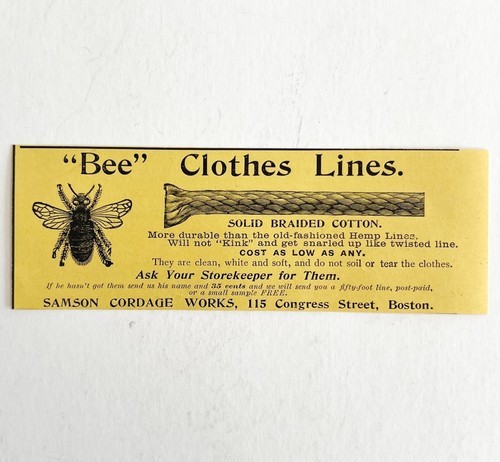 "Bee" Clothes Lines.
SOLID BRAIDED COTTON.
More durable than the old-fashioned Hemp Lines.
Will not "Kink" and get snarled up like twisted line.
COST AS LOW AS ANY.
They are clean, white and soft, and do not soil or tear the clothes.
Ask Your Storekeeper for Them.
If he hasn't got them send us his name and 35 cents and we will send you a fifty-foot line, post-paid,
or a small sample FREE.
SAMSON CORDAGE WORKS, 115 Congress Street, Boston.